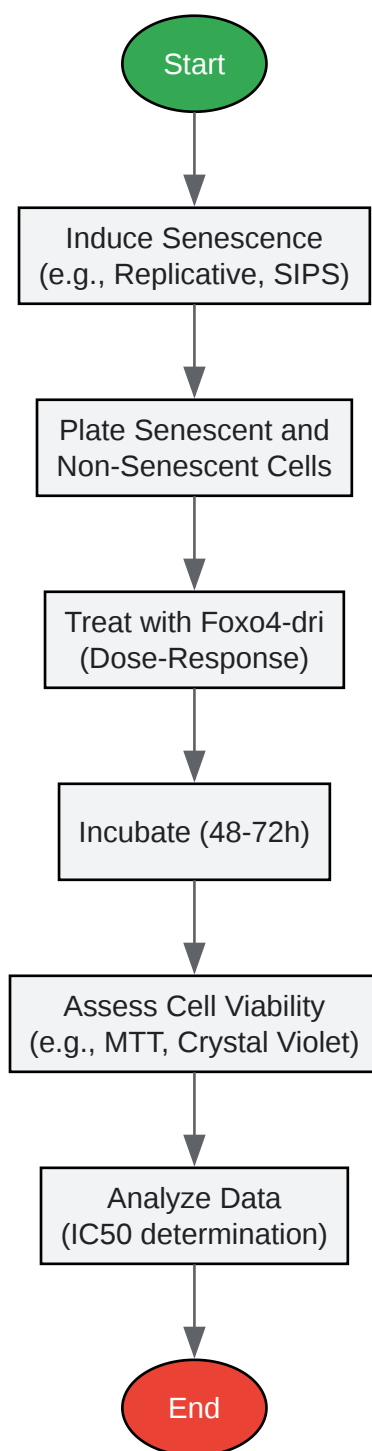 Start
Induce Senescence
(e.g., Replicative, SIPS)
Plate Senescent and
Non-Senescent Cells
Treat with Foxo4-dri
(Dose-Response)
Incubate (48-72h)
Assess Cell Viability
(e.g., MTT, Crystal Violet)
Analyze Data
(IC50 determination)
End